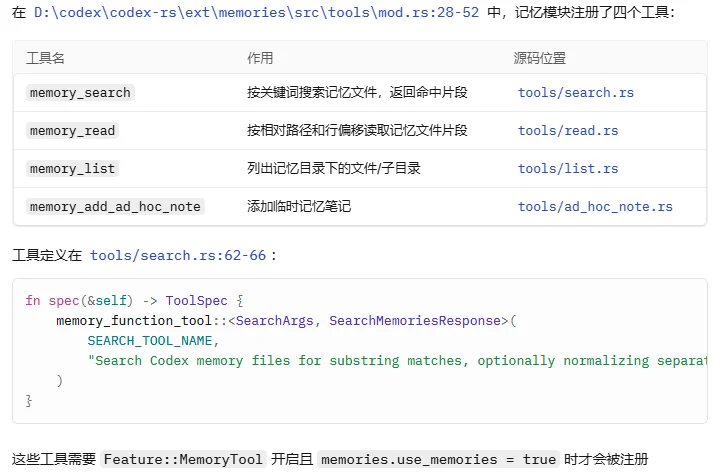 在 D:\codex\codex-rs\ext\memories\src\tools\mod.rs:28-52 中，记忆模块注册了四个工具：
工具名 作用 源码位置
memory_search 按关键词搜索记忆文件，返回命中片段 tools/search.rs
memory_read 按相对路径和行偏移读取记忆文件片段 tools/read.rs
memory_list 列出记忆目录下的文件/子目录 tools/list.rs
memory_add_ad_hoc_note 添加临时记忆笔记 tools/ad_hoc_note.rs
工具定义在 tools/search.rs:62-66：
fn spec(&self) -> ToolSpec {
    memory_function_tool::<SearchArgs, SearchMemoriesResponse>(
        SEARCH_TOOL_NAME,
        "Search Codex memory files for substring matches, optionally normalizing
    )
}
这些工具需要 Feature::MemoryTool 开启且 memories.use_memories = true 时才会被注册